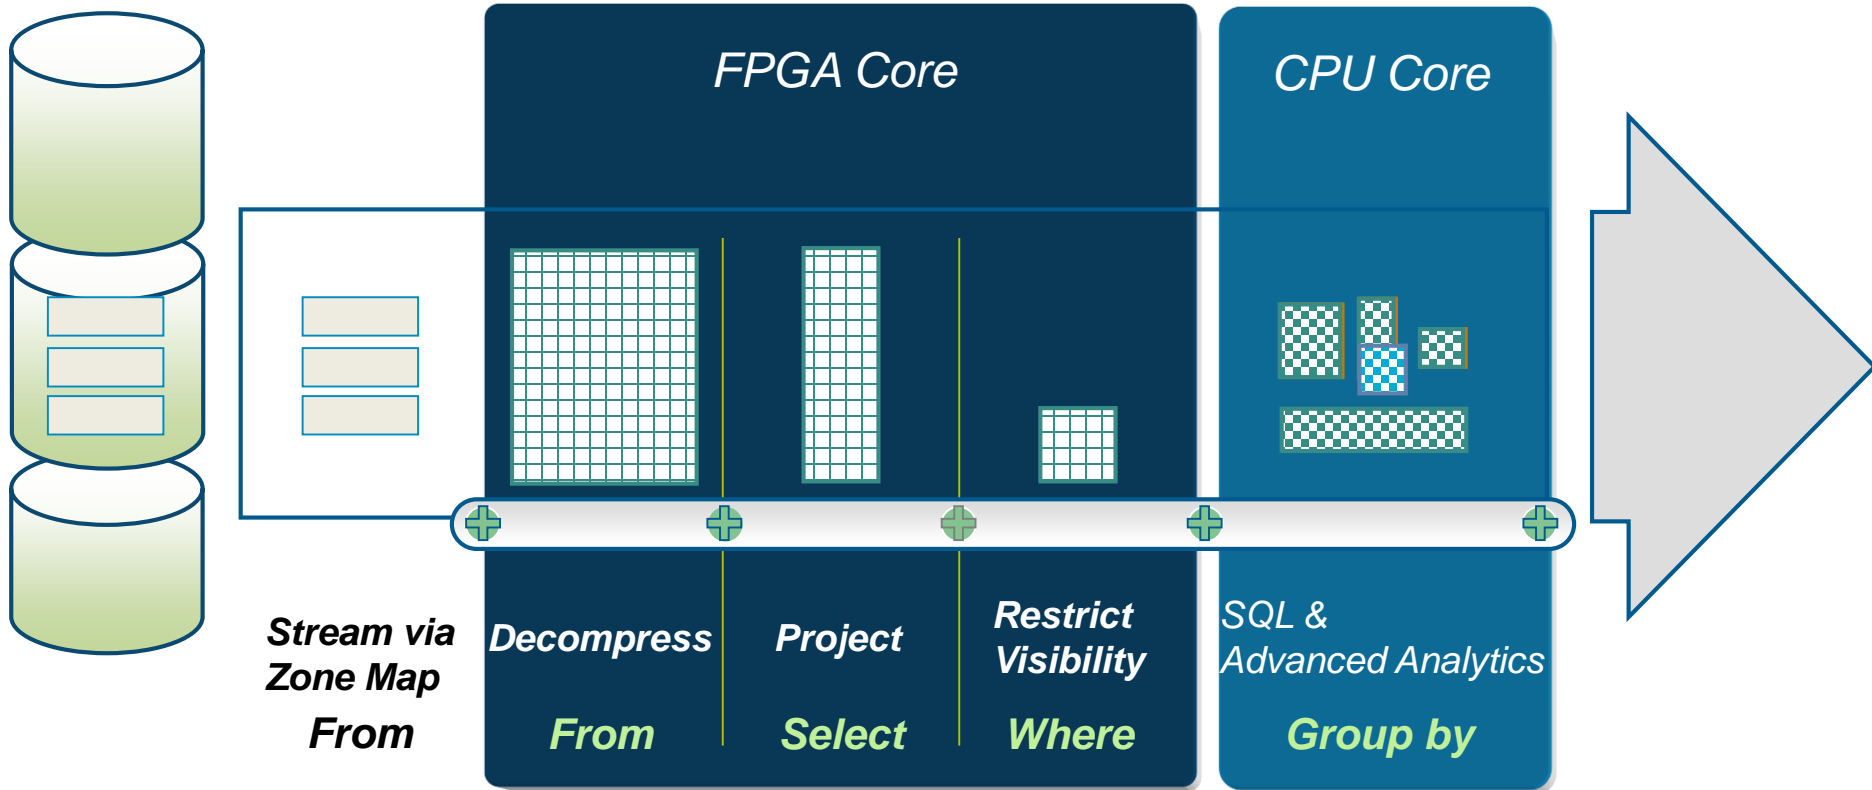 FPGA Core
CPU Core
Stream via
Zone Map
From
Decompress
From
Project
Select
Restrict
Visibility
Where
SQL &
Advanced Analytics
Group by